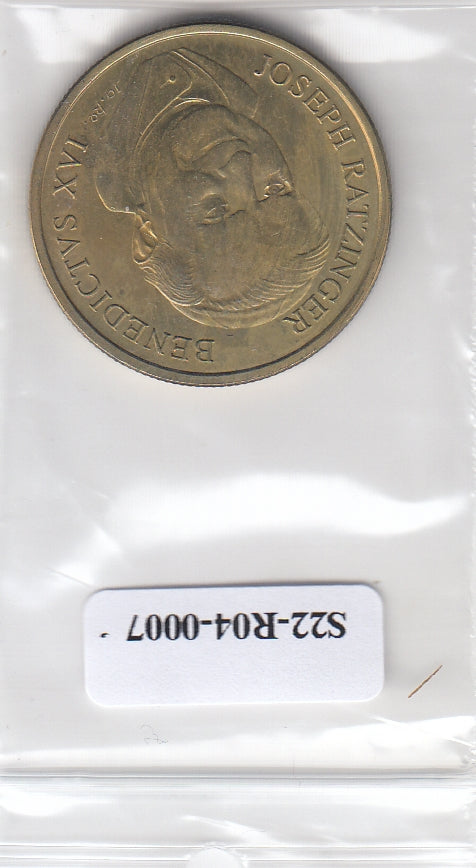 BENEDICTVS XVI
JOSEPH RATZINGER
S22-R04-0007